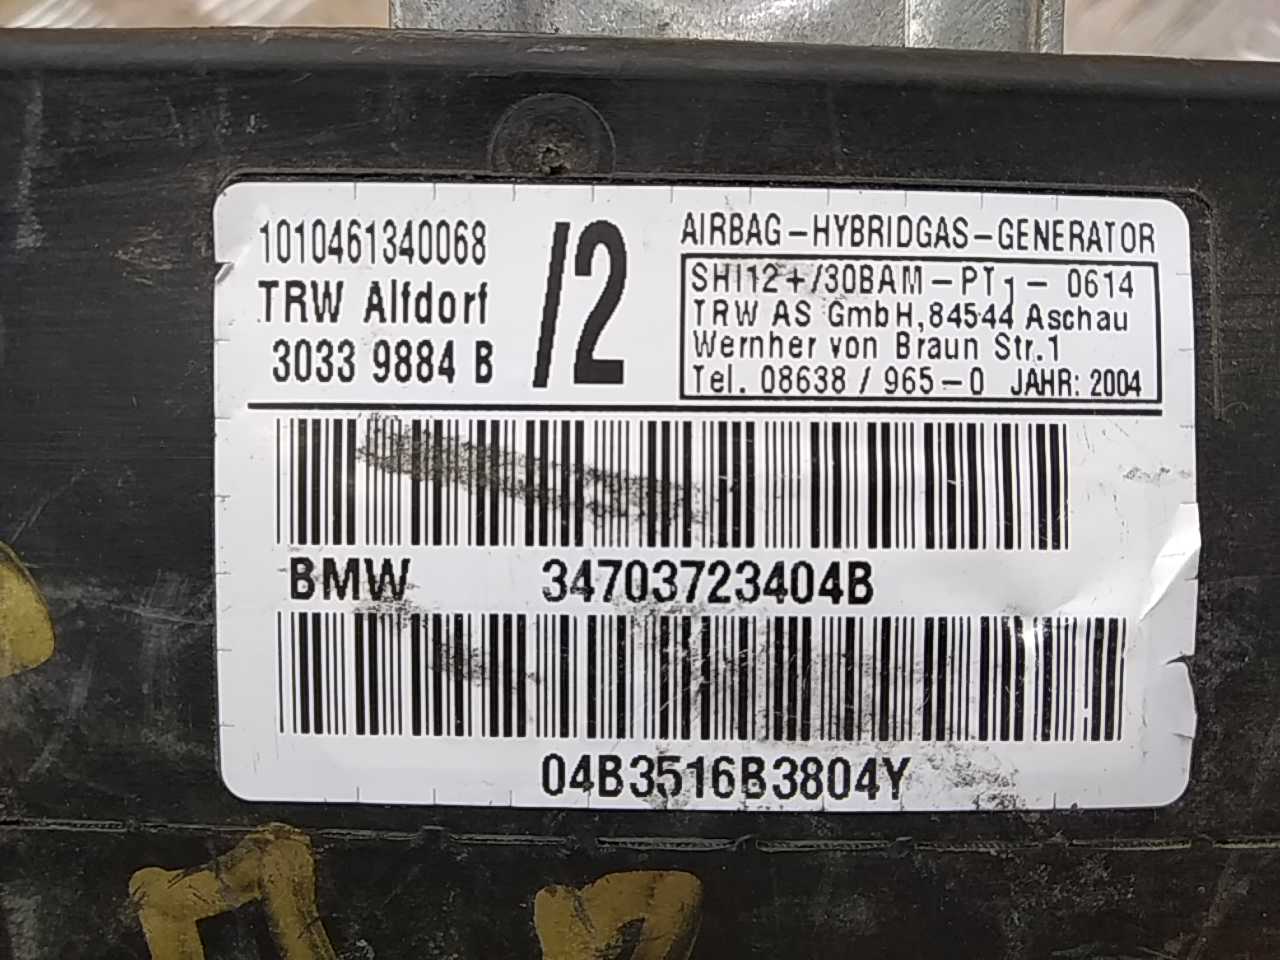 1010461340068
TRW Alfdorf
3033 9884 B
/2
AIRBAG-HYBRIDGAS-GENERATOR
SHI12+/30BAM-PT1-0614
TRW AS GmbH, 84544 Aschau
Wernher von Braun Str.1
Tel. 08638 / 965-0 JAHR: 2004
BMW 34703723404B
04B3516B3804Y